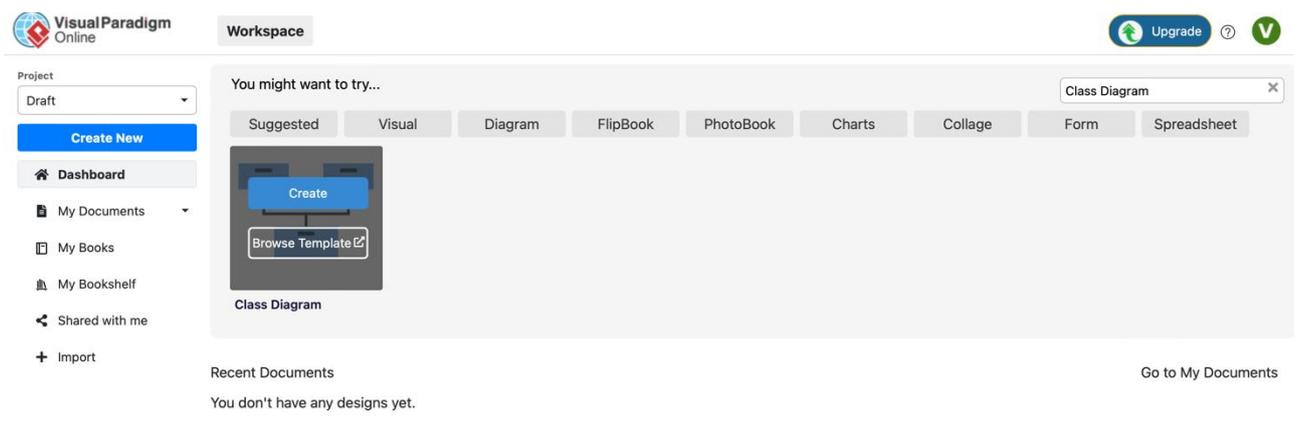 Visual Paradigm
Online
Workspace
Upgrade
V
Project
Draft
Create New
Dashboard
My Documents
My Books
My Bookshelf
Shared with me
Import
You might want to try...
Class Diagram
Suggested
Visual
Diagram
FlipBook
PhotoBook
Charts
Collage
Form
Spreadsheet
Create
Browse Template
Class Diagram
Recent Documents
Go to My Documents
You don't have any designs yet.